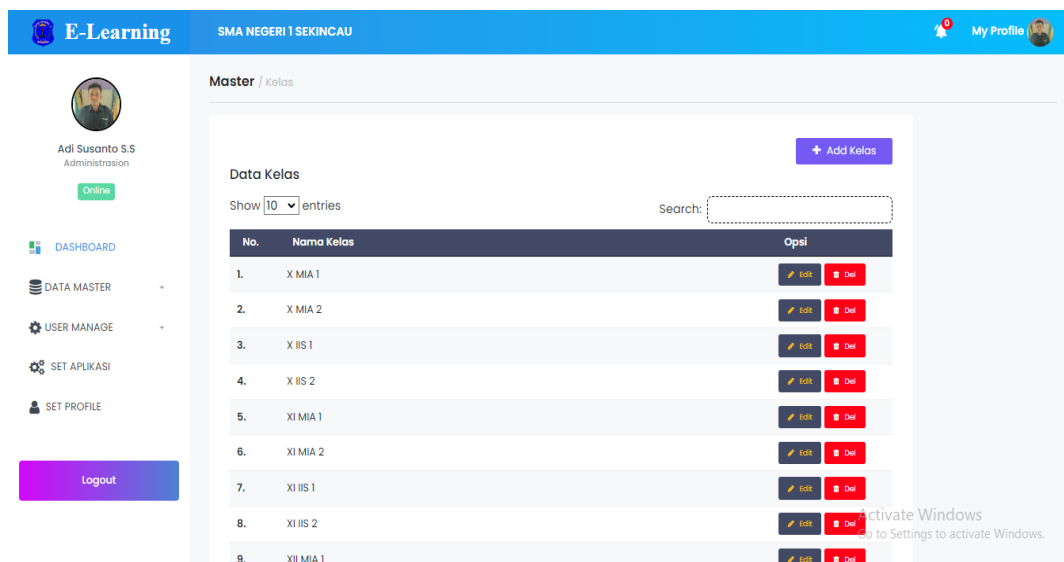 E-Learning
SMA NEGERI 1 SEKINCAU
0
My Profile
Adi Susanto S.S
Administrasion
Online
DASHBOARD
DATA MASTER
USER MANAGE
SET APLIKASI
SET PROFILE
Logout
Master / Kelas
+ Add Kelas
Data Kelas
Show 10 entries
Search:
No. Nama Kelas Opsi
1. X MIA 1 Edit Del
2. X MIA 2 Edit Del
3. X IIS 1 Edit Del
4. X IIS 2 Edit Del
5. XI MIA 1 Edit Del
6. XI MIA 2 Edit Del
7. XI IIS 1 Edit Del
8. XI IIS 2 Edit Del
9. XII MIA 1 Edit Del
Activate Windows
Go to Settings to activate Windows.